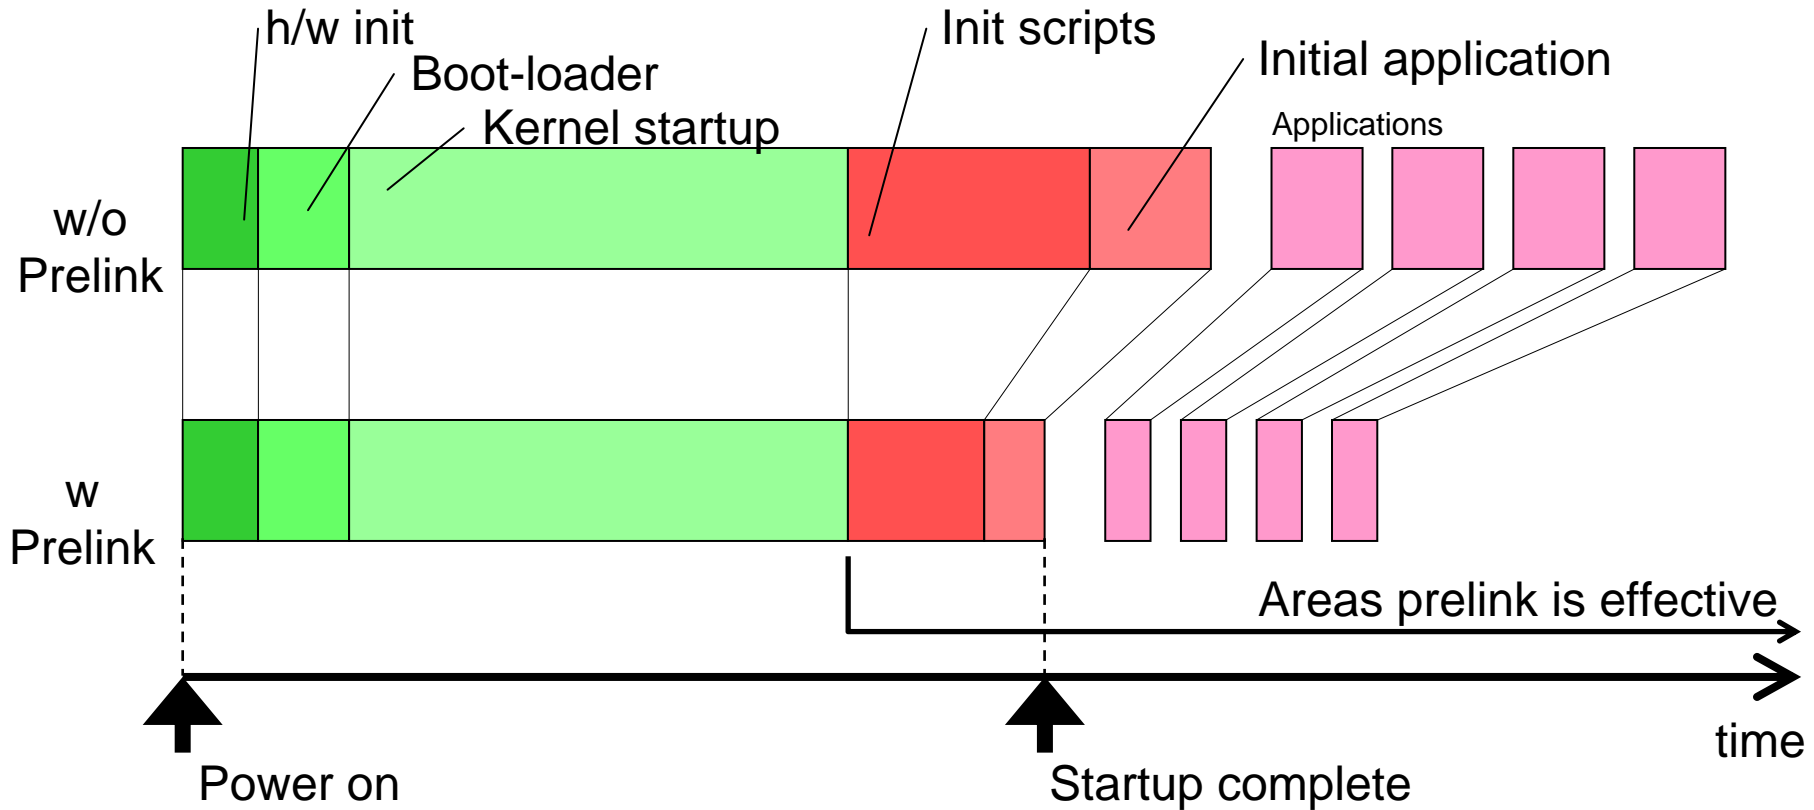 h/w init
Boot-loader
Kernel startup
Init scripts
Initial application
Applications
w/o
Prelink
w
Prelink
Areas prelink is effective
time
Power on
Startup complete